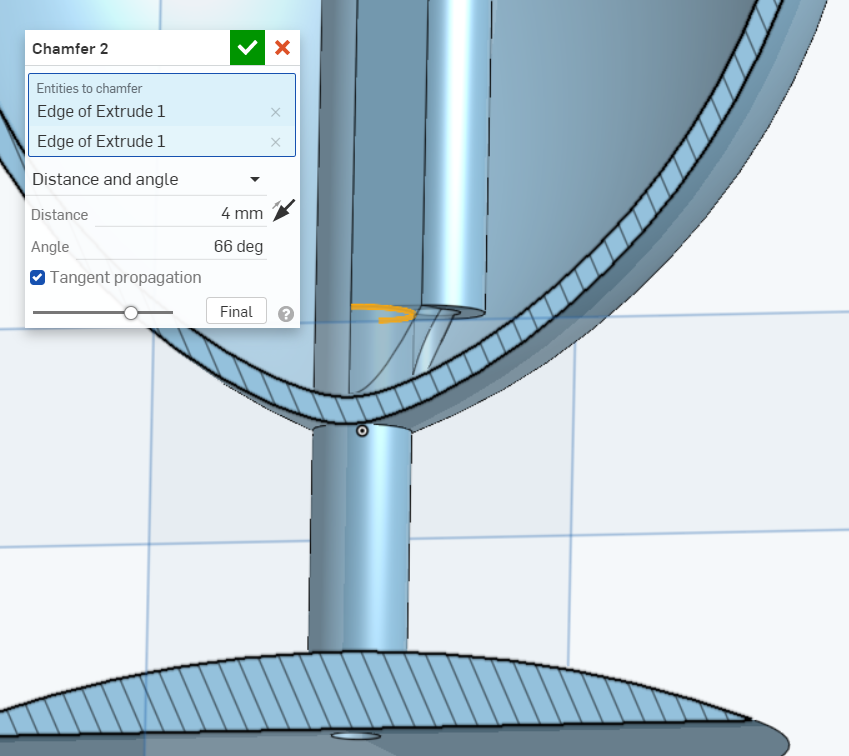 Chamfer 2
Entities to chamfer
Edge of Extrude 1
Edge of Extrude 1
Distance and angle
Distance 4 mm
Angle 66 deg
Tangent propagation
Final